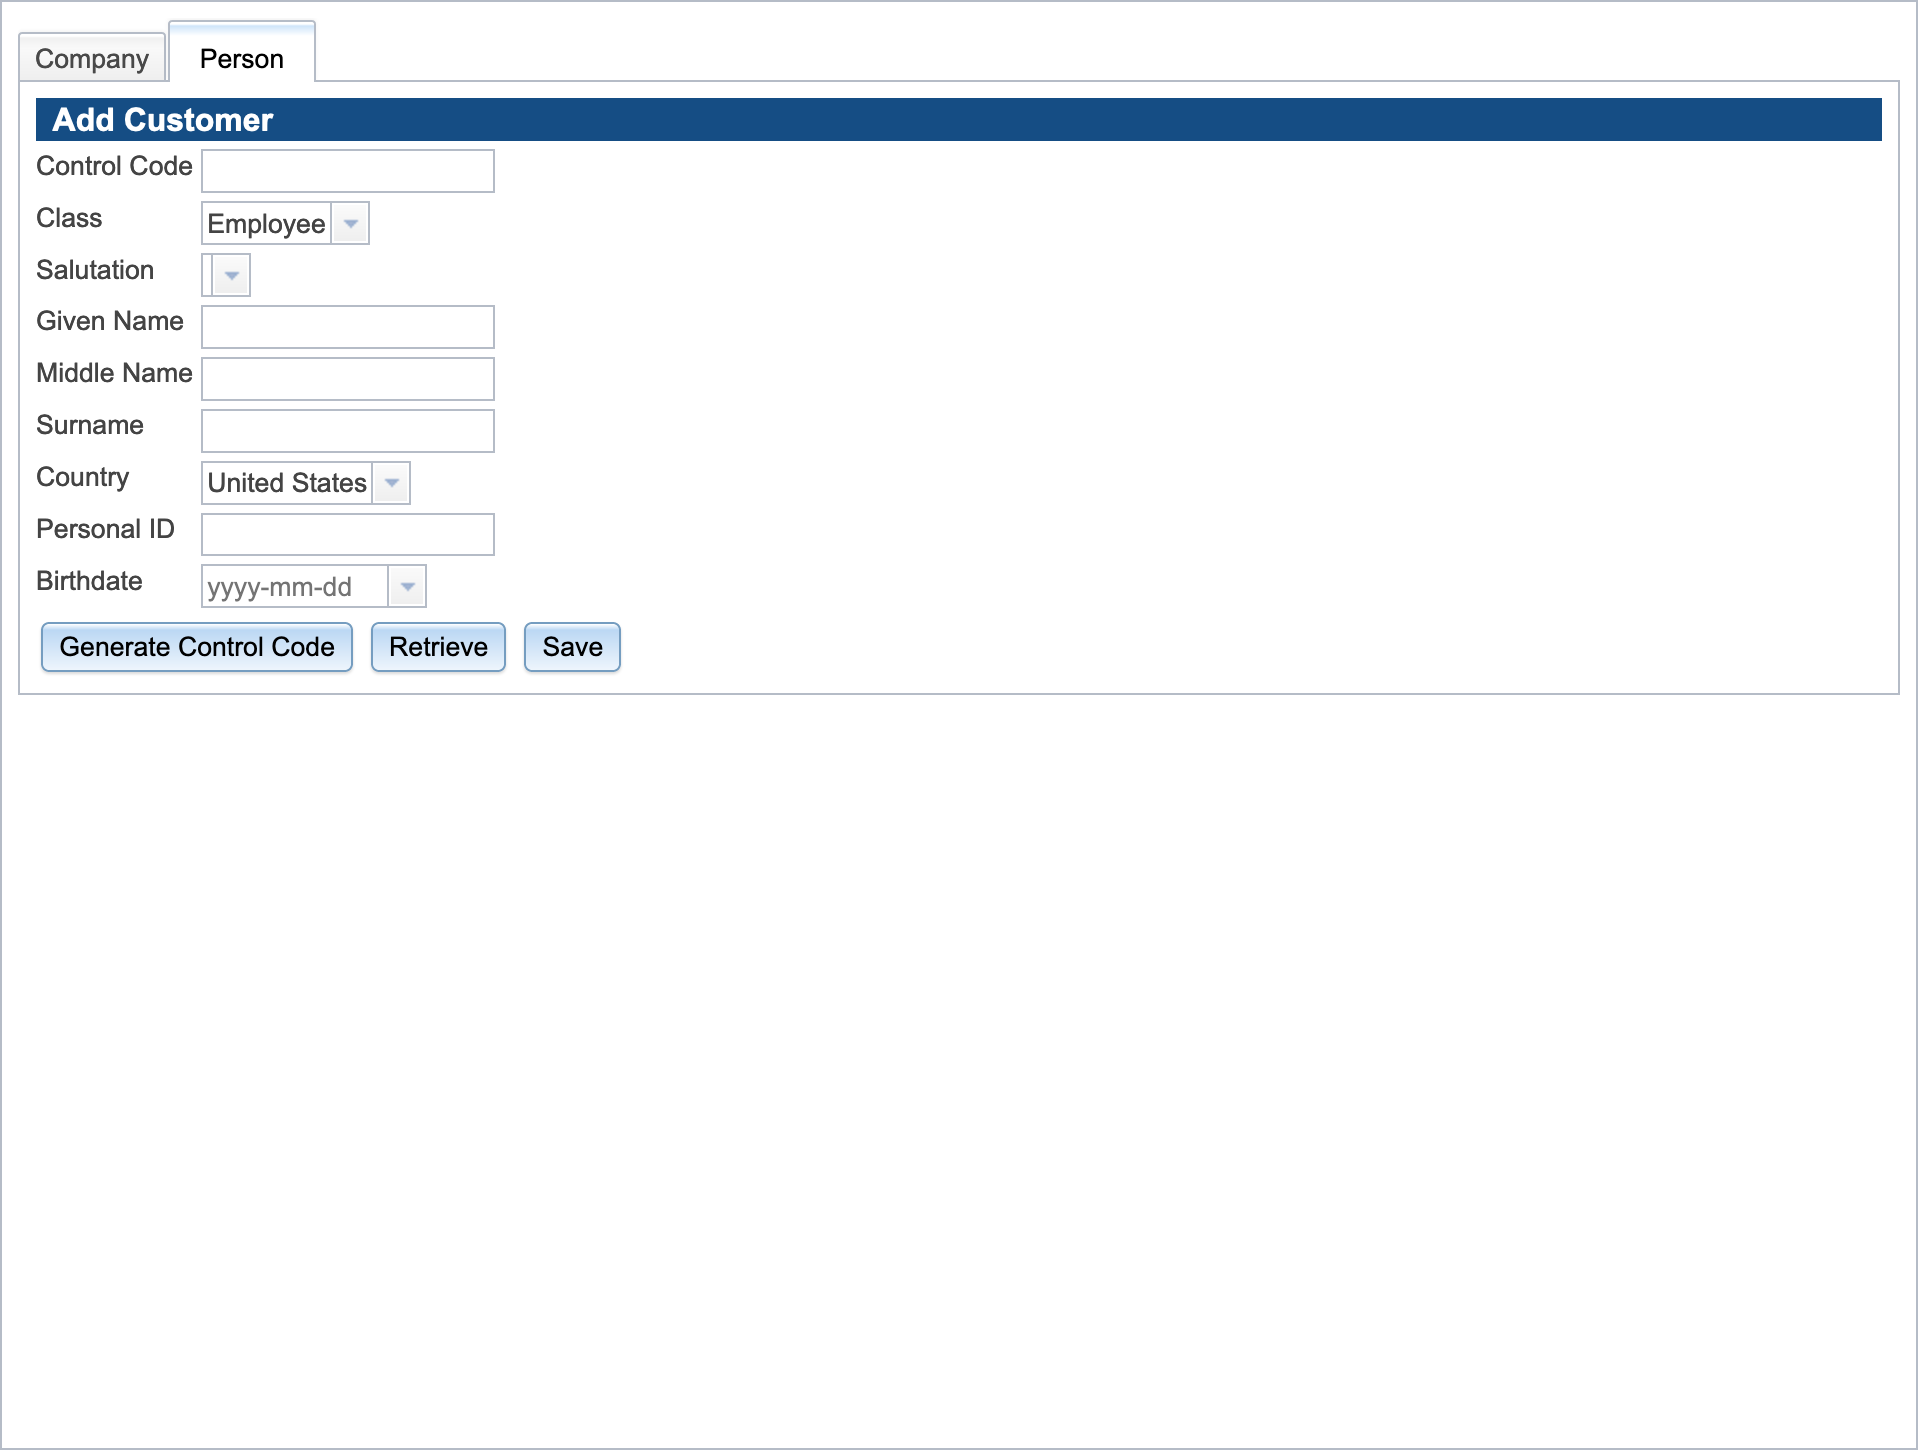 Company Person
Add Customer
Control Code
Class Employee
Salutation
Given Name
Middle Name
Surname
Country United States
Personal ID
Birthdate yyyy-mm-dd
Generate Control Code Retrieve Save